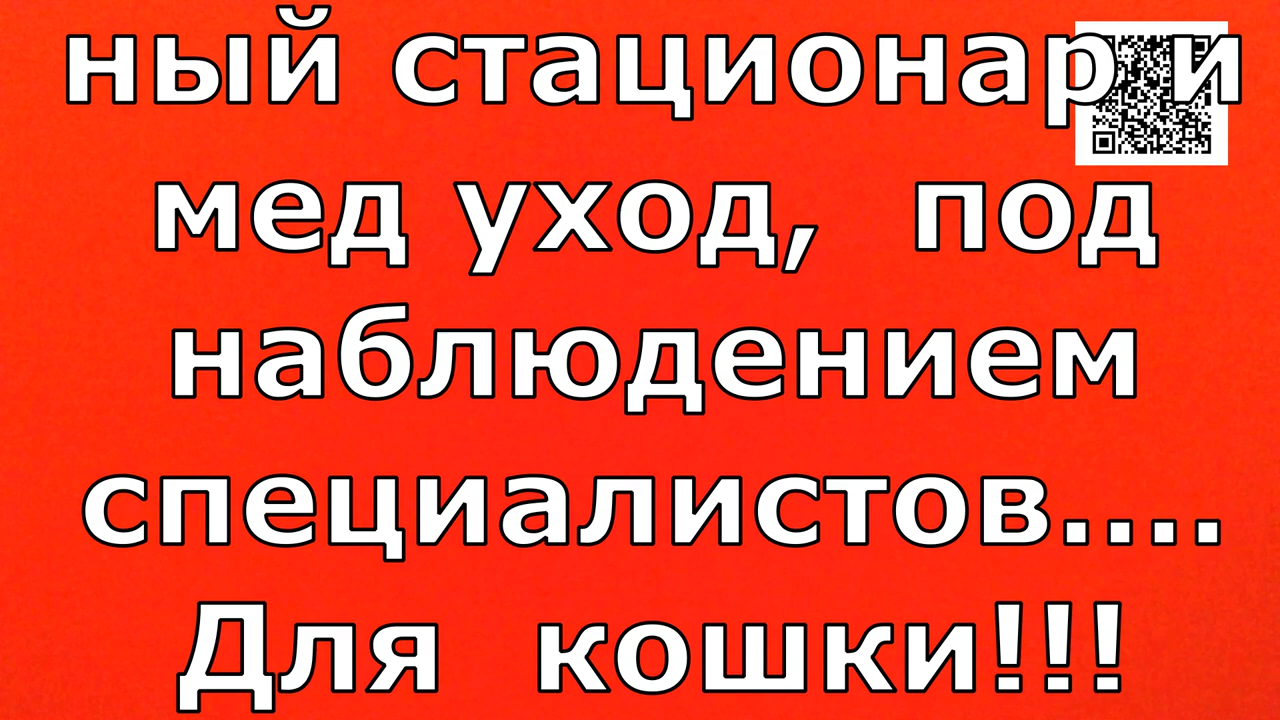 ный стационар и
мед уход, под
наблюдением
специалистов....
Для кошки!!!